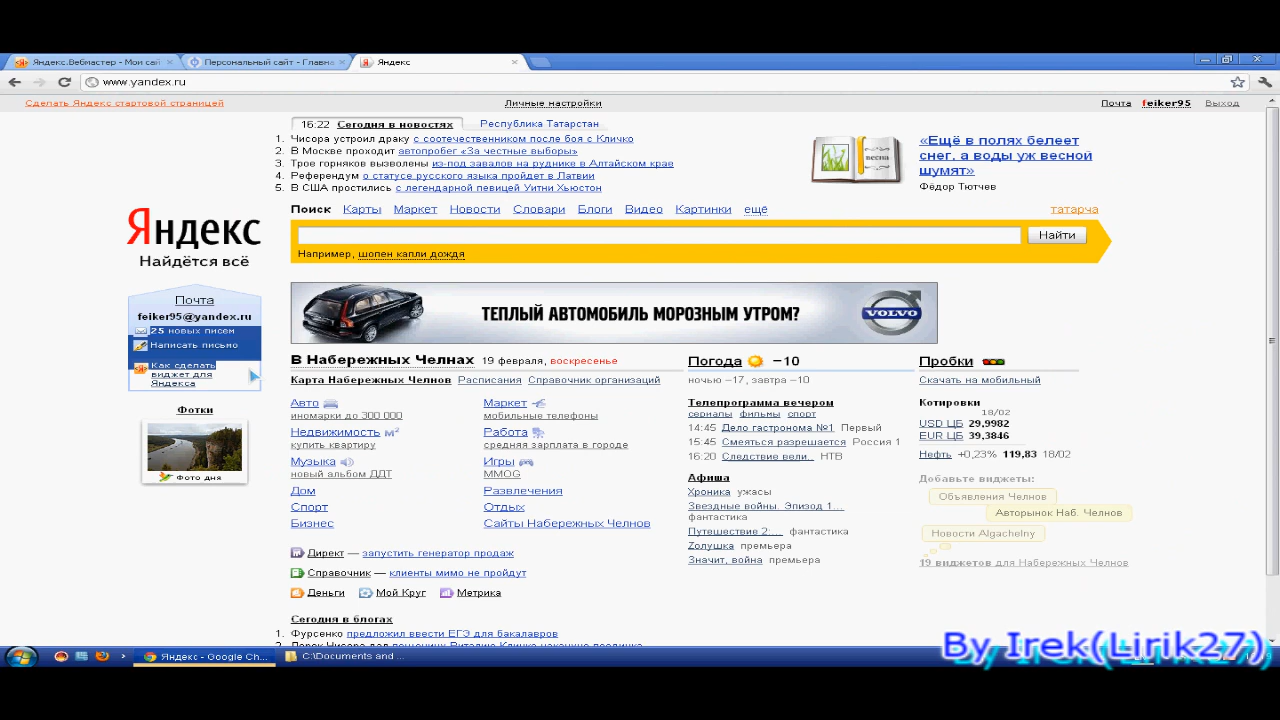 Яндекс.Вебмастер - Мои сай
Персональный сайт - Главна
Яндекс
www.yandex.ru
Сделать Яндекс стартовой страницей
Личные настройки
Почта feiker95 Выход
16:22 Сегодня в новостях Республика Татарстан
1. Чисора устроил драку с соотечественником после боя с Кличко
2. В Москве проходит автопробег «За честные выборы»
3. Трое горняков вызволены из-под завалов на руднике в Алтайском крае
4. Референдум о статусе русского языка пройдет в Латвии
5. В США простились с легендарной певицей Уитни Хьюстон
весна
«Ещё в полях белеет
снег, а воды уж весной
шумят»
Фёдор Тютчев
Поиск Карты Маркет Новости Словари Блоги Видео Картинки ещё
татарча
Яндекс
Найдётся всё
Найти
Например, шопен капли дождя
Почта
feiker95@yandex.ru
25 новых писем
Написать письмо
Как сделать
виджет для
Яндекса
Фотки
Фото дня
ТЕПЛЫЙ АВТОМОБИЛЬ МОРОЗНЫМ УТРОМ?
VOLVO
В Набережных Челнах 19 февраля, воскресенье
Карта Набережных Челнов Расписания Справочник организаций
Авто
иномарки до 300 000
Недвижимость м²
купить квартиру
Музыка
новый альбом ДДТ
Дом
Спорт
Бизнес
Маркет
мобильные телефоны
Работа
средняя зарплата в городе
Игры
MMOG
Развлечения
Отдых
Сайты Набережных Челнов
Директ — запустить генератор продаж
Справочник — клиенты мимо не пройдут
Деньги Мой Круг Метрика
Сегодня в блогах
1. Фурсенко предложил ввести ЕГЭ для бакалавров
Погода −10
ночью −17, завтра −10
Телепрограмма вечером
сериалы фильмы спорт
14:45 Дело гастронома №1 Первый
15:45 Смеяться разрешается Россия 1
16:20 Следствие вели.. НТВ
Афиша
Хроника ужасы
Звездные войны. Эпизод 1...
фантастика
Путешествие 2:... фантастика
Zолушка премьера
Значит, война премьера
Пробки
Скачать на мобильный
Котировки
18/02
USD ЦБ 29,9982
EUR ЦБ 39,3846
Нефть +0,23% 119,83 18/02
Добавьте виджеты:
Объявления Челнов
Авторынок Наб. Челнов
Новости Algachelny
19 виджетов для Набережных Челнов
Яндекс - Google Ch...
C:\Documents and ...
By Irek(Lirik27)